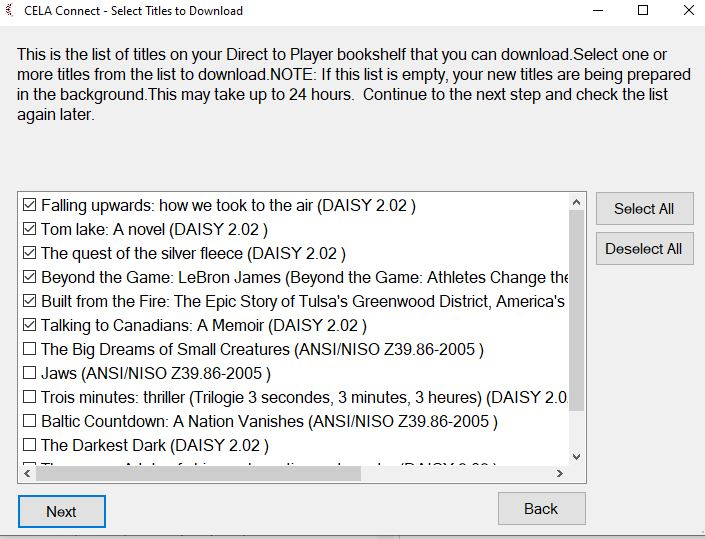 CELA Connect - Select Titles to Download
This is the list of titles on your Direct to Player bookshelf that you can download.Select one or
more titles from the list to download.NOTE: If this list is empty, your new titles are being prepared
in the background.This may take up to 24 hours.  Continue to the next step and check the list
again later.
Falling upwards: how we took to the air (DAISY 2.02 )
Tom lake: A novel (DAISY 2.02 )
The quest of the silver fleece (DAISY 2.02 )
Beyond the Game: LeBron James (Beyond the Game: Athletes Change the
Built from the Fire: The Epic Story of Tulsa's Greenwood District, America's
Talking to Canadians: A Memoir (DAISY 2.02 )
The Big Dreams of Small Creatures (ANSI/NISO Z39.86-2005 )
Jaws (ANSI/NISO Z39.86-2005 )
Trois minutes: thriller (Trilogie 3 secondes, 3 minutes, 3 heures) (DAISY 2.0
Baltic Countdown: A Nation Vanishes (ANSI/NISO Z39.86-2005 )
The Darkest Dark (DAISY 2.02 )
Select All
Deselect All
Next
Back